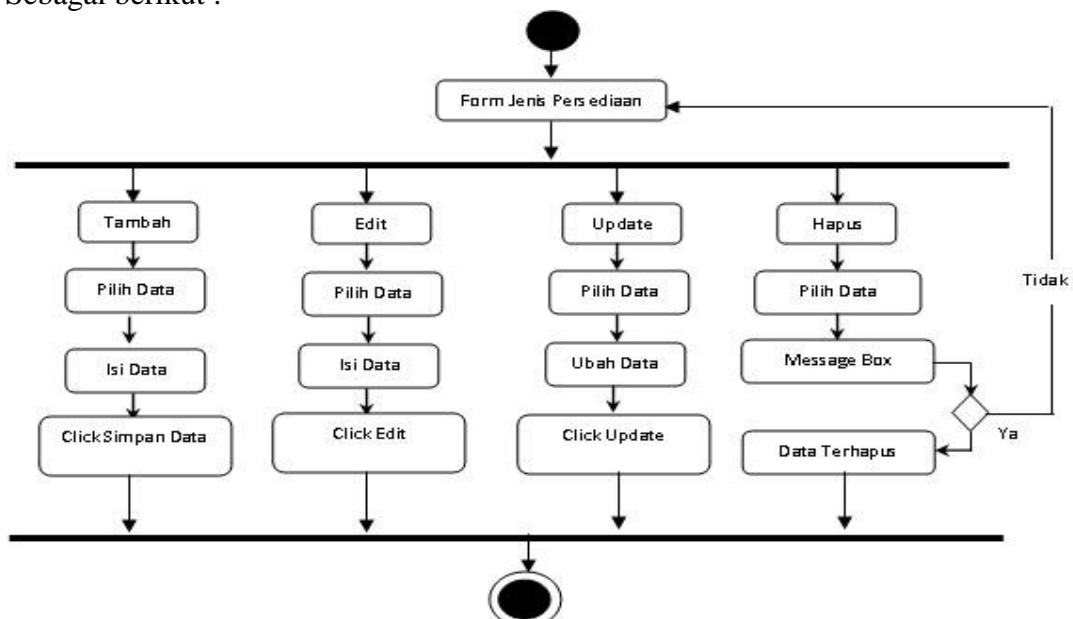 Sebagai berikut :
Form Jenis Persediaan
Tambah
Edit
Update
Hapus
Pilih Data
Pilih Data
Pilih Data
Pilih Data
Tidak
Isi Data
Isi Data
Ubah Data
Message Box
Click Simpan Data
Click Edit
Click Update
Ya
Data Terhapus